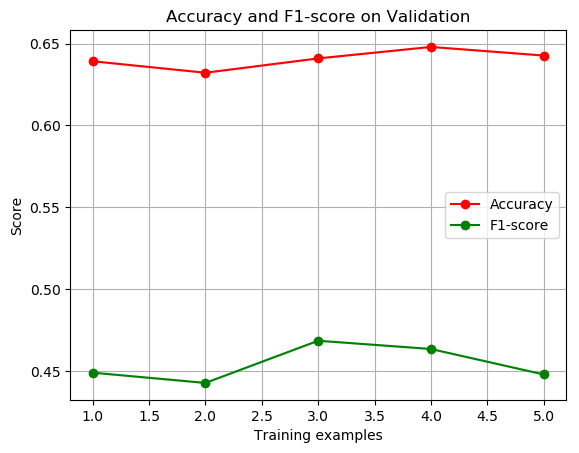 Accuracy and F1-score on Validation
0.65
0.60
0.55
0.50
0.45
Score
Accuracy
F1-score
1.0 1.5 2.0 2.5 3.0 3.5 4.0 4.5 5.0
Training examples